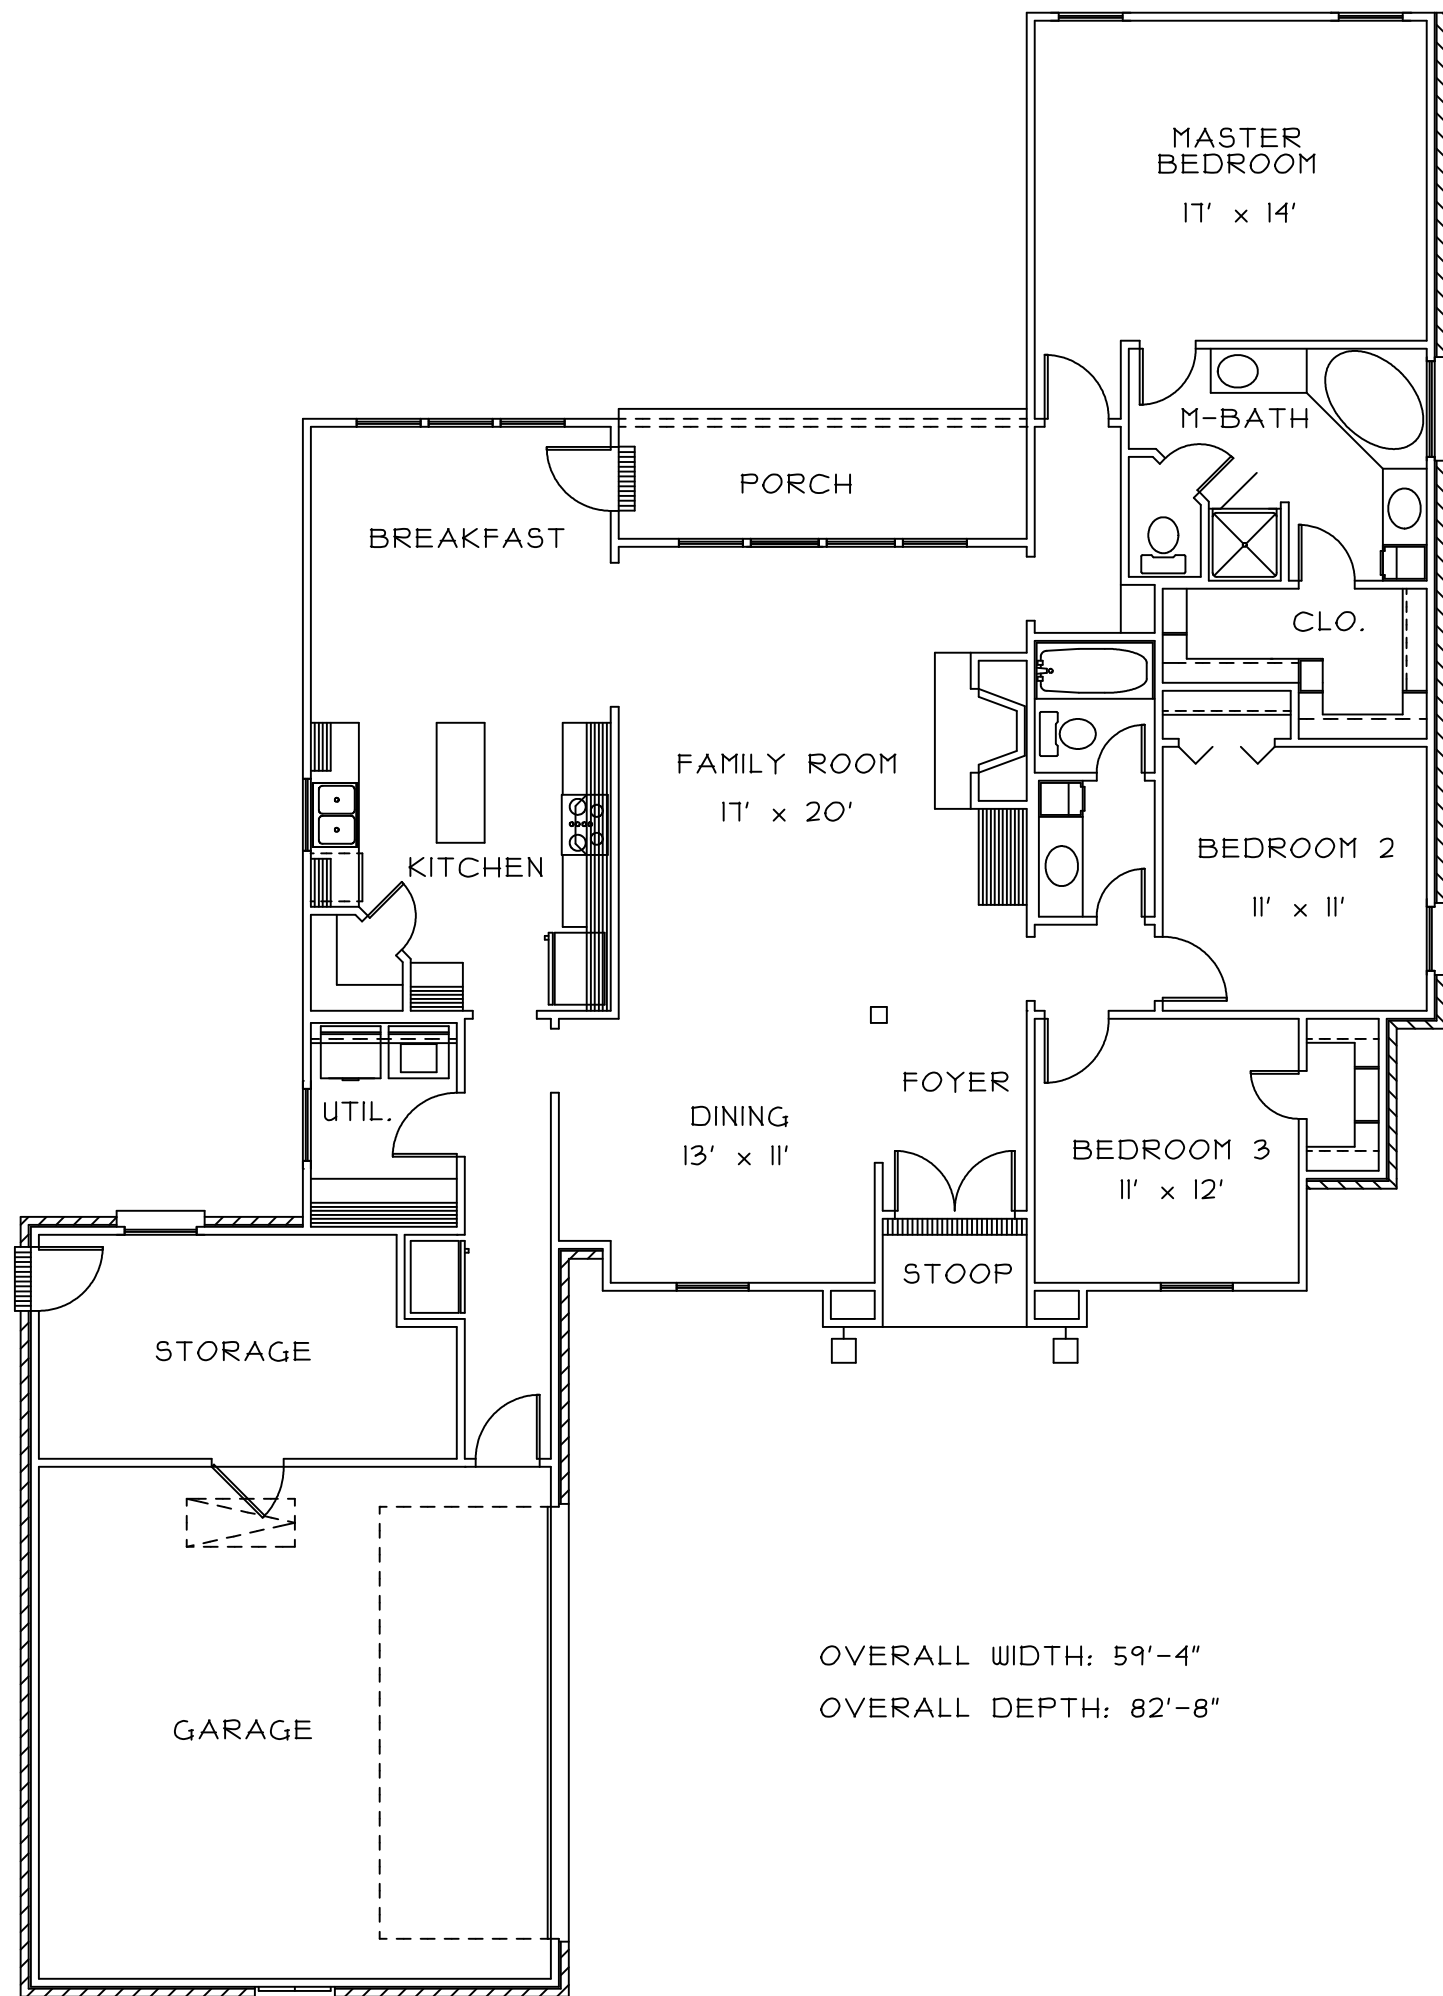 MASTER
BEDROOM
17' x 14'
M-BATH
PORCH
BREAKFAST
CLO.
FAMILY ROOM
17' x 20'
KITCHEN
BEDROOM 2
11' x 11'
FOYER
UTIL.
DINING
13' x 11'
BEDROOM 3
11' x 12'
STOOP
STORAGE
OVERALL WIDTH: 59'-4"
OVERALL DEPTH: 82'-8"
GARAGE